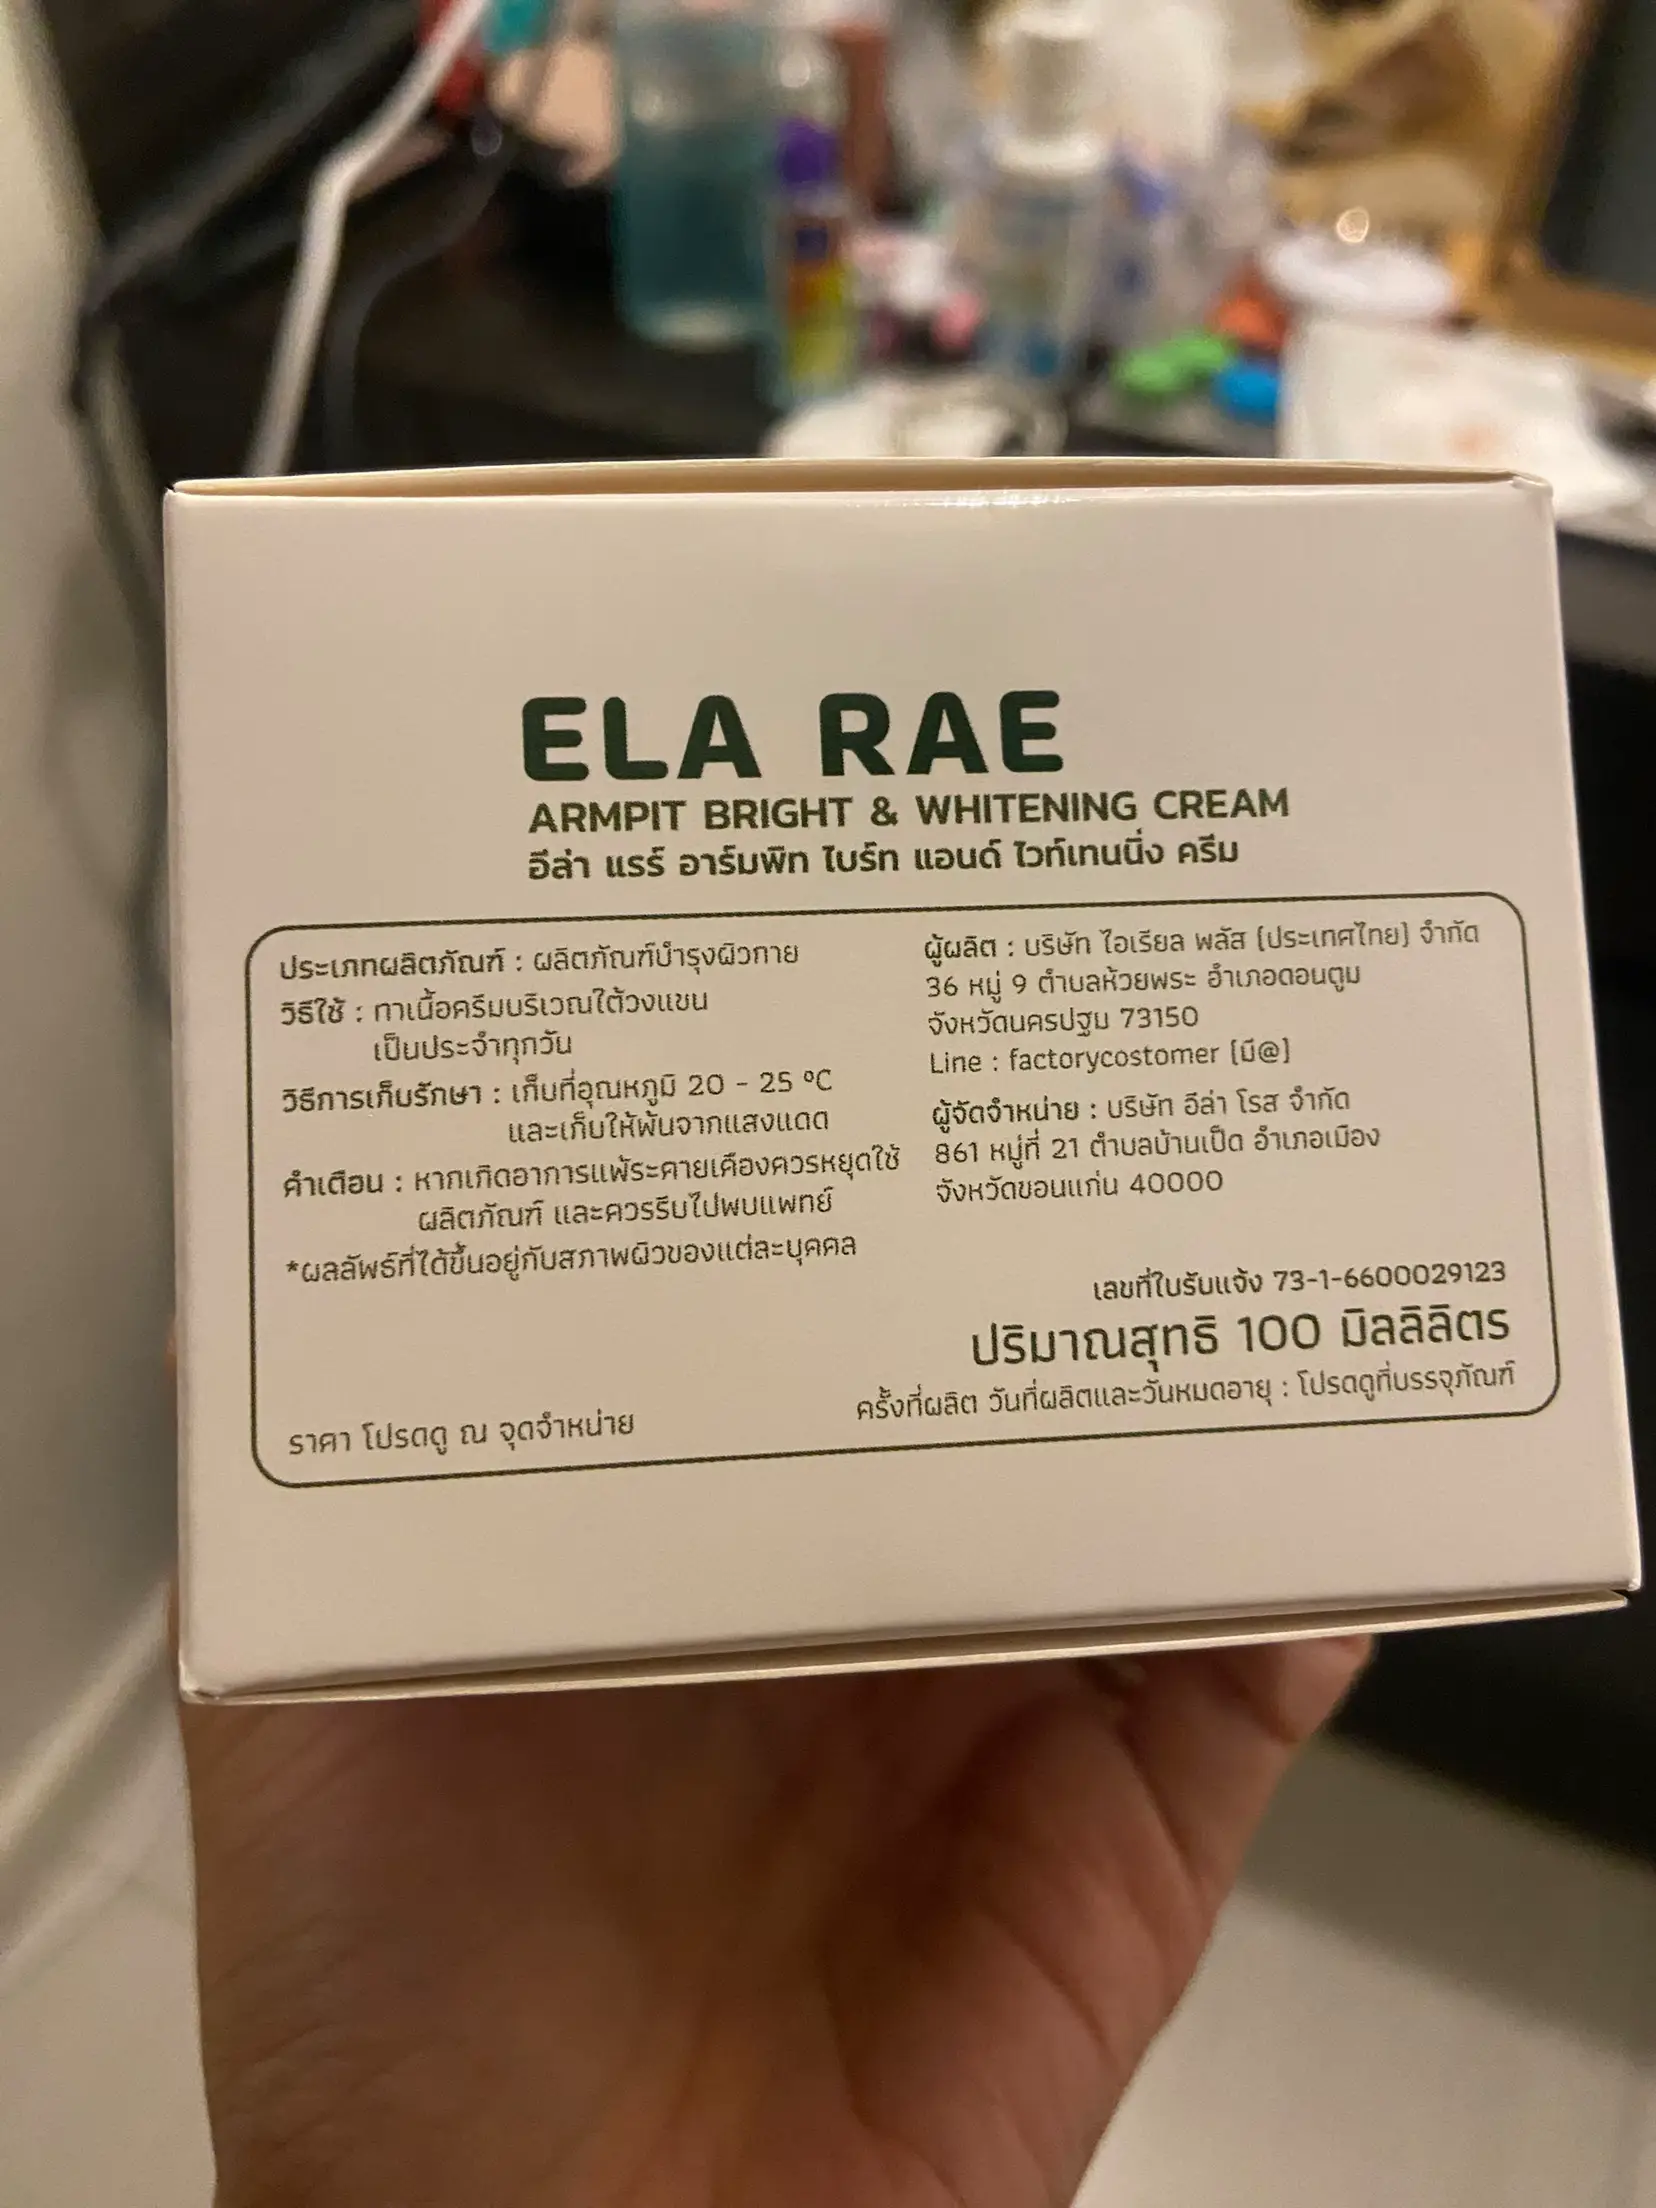 ELA RAE
ARMPIT BRIGHT & WHITENING CREAM
อีล่า แรร์ อาร์มพิท ไบร์ท แอนด์ ไวท์เทนนิ่ง ครีม
ประเภทผลิตภัณฑ์ : ผลิตภัณฑ์บำรุงผิวกาย
วิธีใช้ : ทาเนื้อครีมบริเวณใต้วงแขน
เป็นประจำทุกวัน
วิธีการเก็บรักษา : เก็บที่อุณหภูมิ 20 - 25 ºC
และเก็บให้พ้นจากแสงแดด
คำเตือน : หากเกิดอาการแพ้ระคายเคืองควรหยุดใช้
ผลิตภัณฑ์ และควรรีบไปพบแพทย์
*ผลลัพธ์ที่ได้ขึ้นอยู่กับสภาพผิวของแต่ละบุคคล
ราคา โปรดดู ณ จุดจำหน่าย
ผู้ผลิต : บริษัท ไอเรียล พลัส (ประเทศไทย) จำกัด
36 หมู่ 9 ตำบลห้วยพระ อำเภอดอนตูม
จังหวัดนครปฐม 73150
Line : factorycostomer (มี@)
ผู้จัดจำหน่าย : บริษัท อีล่า โรส จำกัด
861 หมู่ที่ 21 ตำบลบ้านเป็ด อำเภอเมือง
จังหวัดขอนแก่น 40000
เลขที่ใบรับแจ้ง 73-1-6600029123
ปริมาณสุทธิ 100 มิลลิลิตร
ครั้งที่ผลิต วันที่ผลิตและวันหมดอายุ : โปรดดูที่บรรจุภัณฑ์